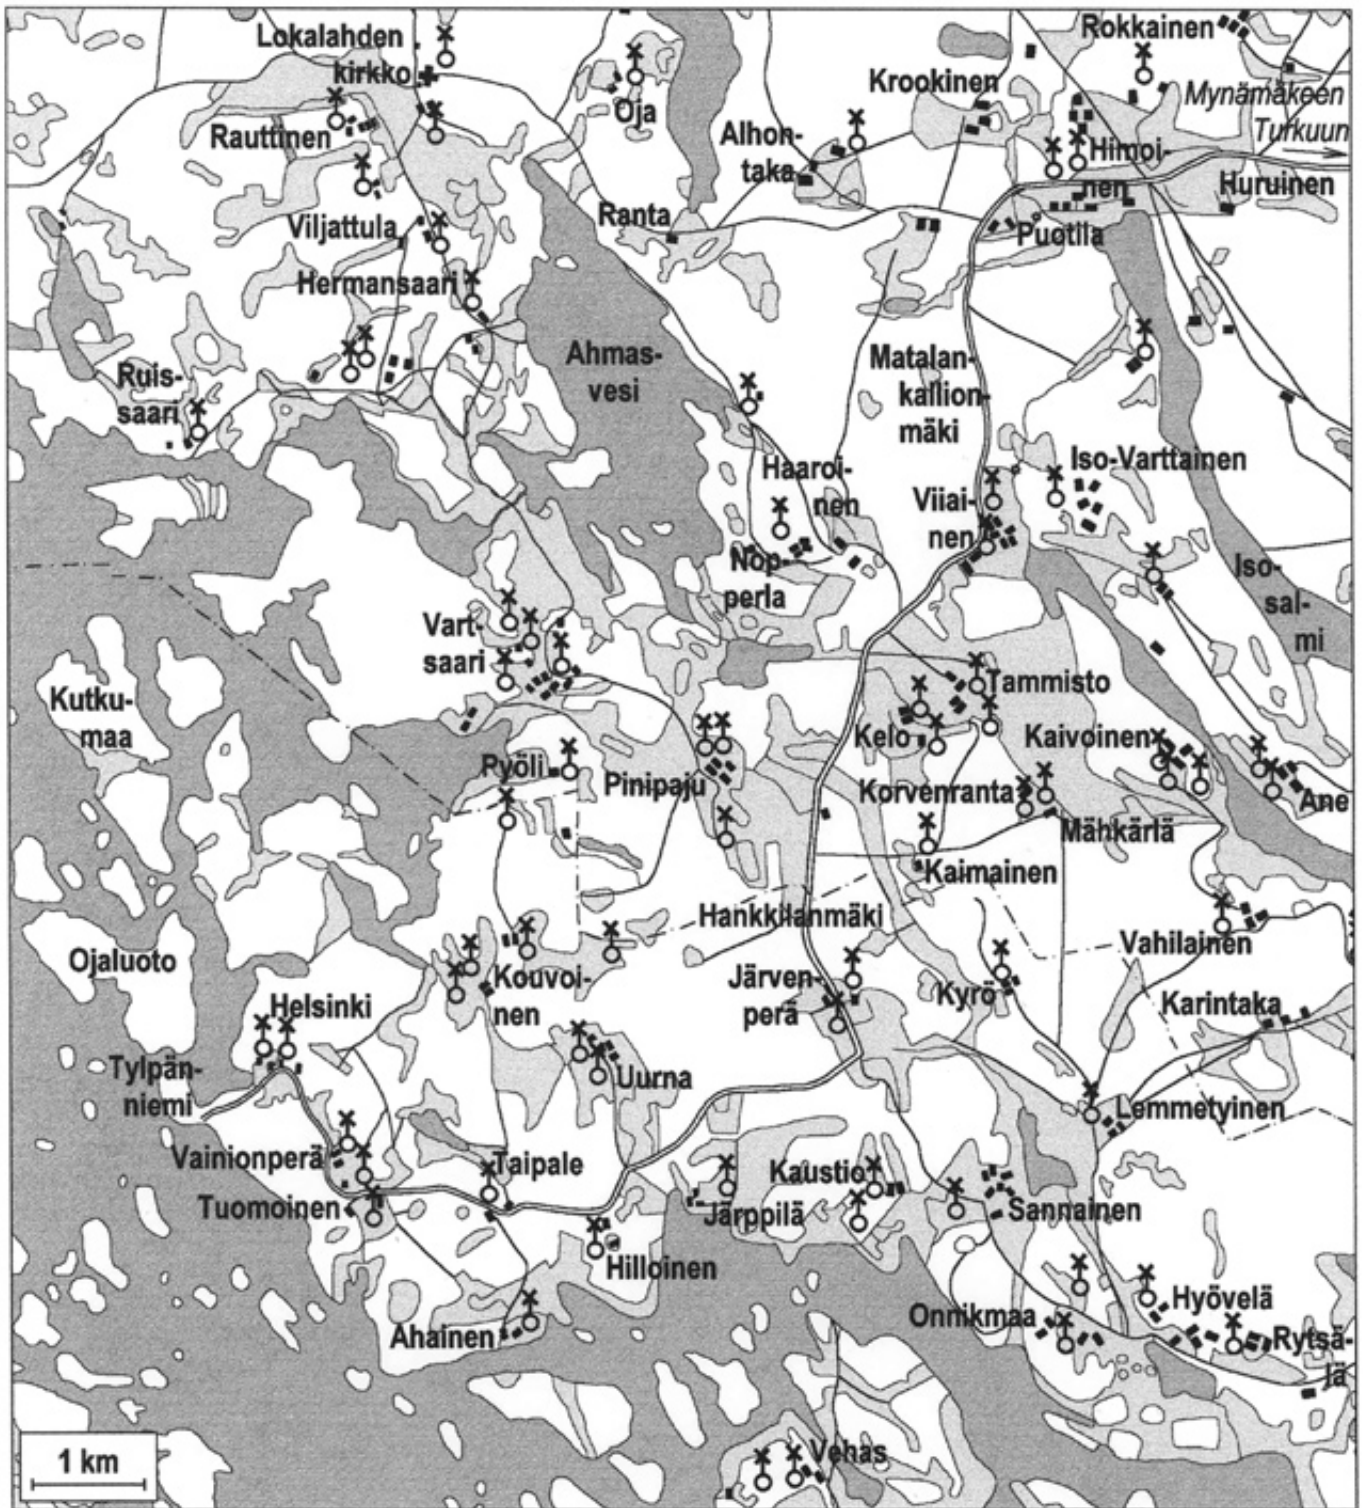 Lokalahden
kirkko
Rokkainen
Krookinen
Mynämäkeen
Turkuun
Oja
Rauttinen
Alhon-
taka
Himoi-
nen
Huruinen
Ranta
Viljattula
Puotila
Hermansaari
Ahmas-
vesi
Matalan-
kallion-
mäki
Ruis-
saari
Haaroi-
nen
Iso-Varttainen
Viiai-
nen
Nop-
perla
Iso-
sal-
mi
Vart-
saari
Kutku-
maa
Tammisto
Kelo
Kaivoinen
Pyöli
Pinipaju
Korvenranta
Ane
Mähkärlä
Kaimainen
Hankkilanmäki
Vahilainen
Ojaluoto
Kouvoi-
nen
Järven-
perä
Kyrö
Karintaka
Helsinki
Tylpän-
niemi
Uurna
Lemmetyinen
Vainionperä
Taipale
Kaustio
Tuomoinen
Järppilä
Sannainen
Hilloinen
Hyövelä
Onnikmaa
Ahainen
Rytsä-
lä
Vehas
1 km